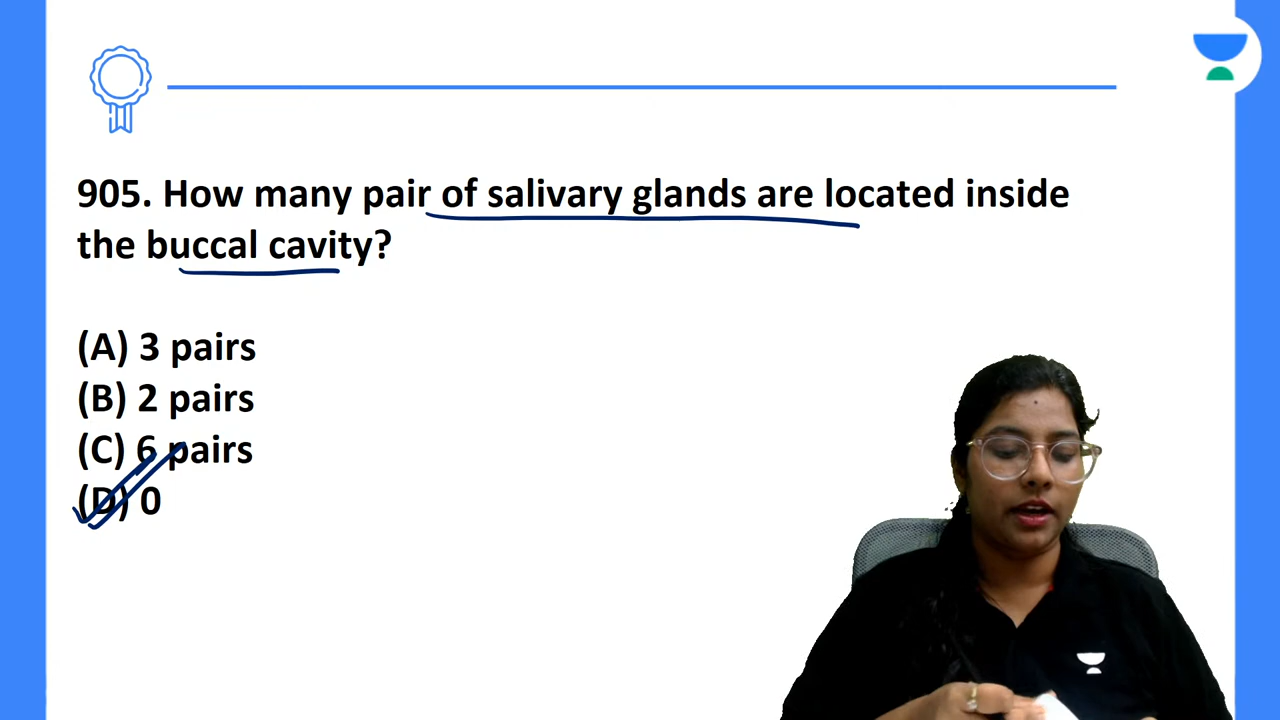 905. How many pair of salivary glands are located inside
the buccal cavity?
(A) 3 pairs
(B) 2 pairs
(C) 6 pairs
(D) 0